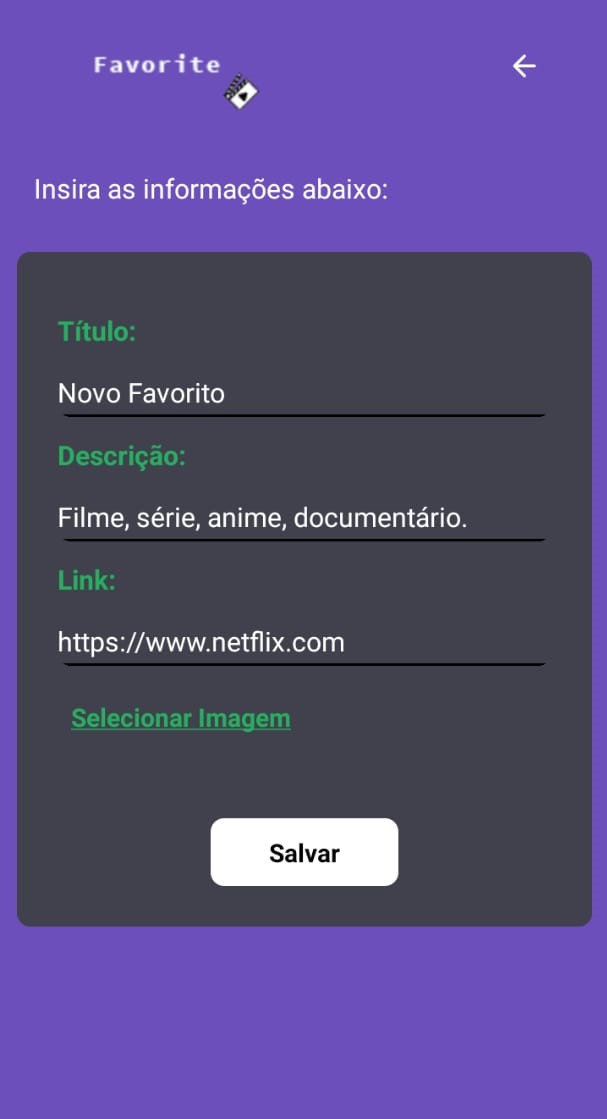 Favorite
Insira as informações abaixo:
Título:
Novo Favorito
Descrição:
Filme, série, anime, documentário.
Link:
https://www.netflix.com
Selecionar Imagem
Salvar